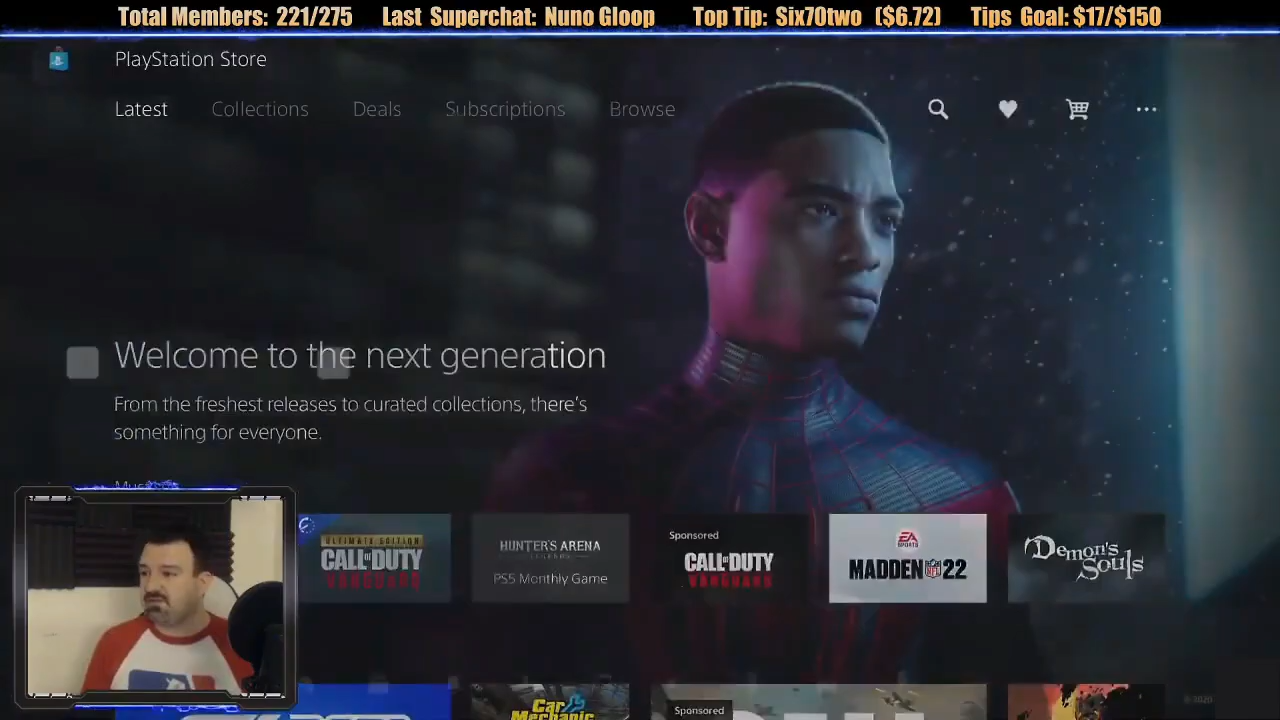 Total Members: 221/275 Last Superchat: Nuno Gloop Top Tip: Six70two ($6.72) Tips Goal: $17/$150
PlayStation Store
Latest Collections Deals Subscriptions Browse
Welcome to the next generation
From the freshest releases to curated collections, there's
something for everyone.
ULTIMATE EDITION
CALL OF DUTY
VANGUARD
HUNTER'S ARENA
LEGENDS
PS5 Monthly Game
Sponsored
CALL OF DUTY
VANGUARD
EA
SPORTS
MADDEN NFL 22
Demon's
Souls
Car
Mechanic
Sponsored
©2020